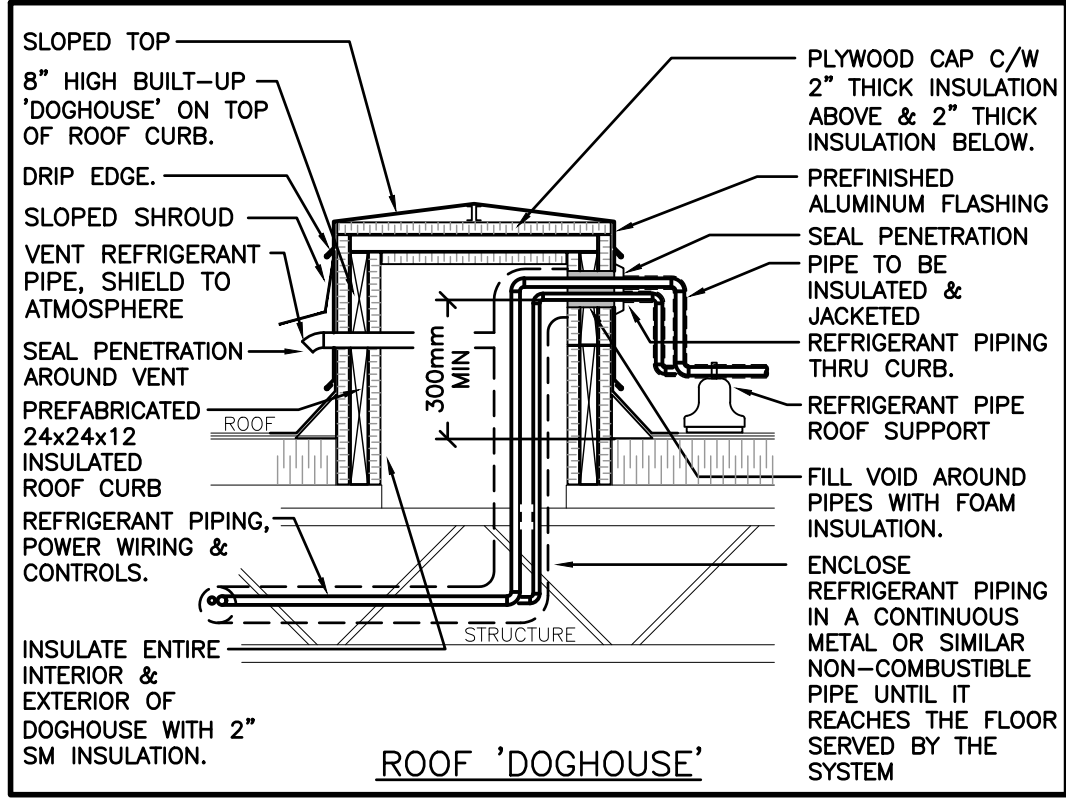 SLOPED TOP
8" HIGH BUILT-UP
'DOGHOUSE' ON TOP
OF ROOF CURB.
DRIP EDGE.
SLOPED SHROUD
VENT REFRIGERANT
PIPE, SHIELD TO
ATMOSPHERE
SEAL PENETRATION
AROUND VENT
PREFABRICATED
24x24x12
INSULATED
ROOF CURB
REFRIGERANT PIPING,
POWER WIRING &
CONTROLS.
INSULATE ENTIRE
INTERIOR &
EXTERIOR OF
DOGHOUSE WITH 2"
SM INSULATION.
ROOF
300mm
MIN
STRUCTURE
PLYWOOD CAP C/W
2" THICK INSULATION
ABOVE & 2" THICK
INSULATION BELOW.
PREFINISHED
ALUMINUM FLASHING
SEAL PENETRATION
PIPE TO BE
INSULATED &
JACKETED
REFRIGERANT PIPING
THRU CURB.
REFRIGERANT PIPE
ROOF SUPPORT
FILL VOID AROUND
PIPES WITH FOAM
INSULATION.
ENCLOSE
REFRIGERANT PIPING
IN A CONTINUOUS
METAL OR SIMILAR
NON-COMBUSTIBLE
PIPE UNTIL IT
REACHES THE FLOOR
SERVED BY THE
SYSTEM
ROOF 'DOGHOUSE'